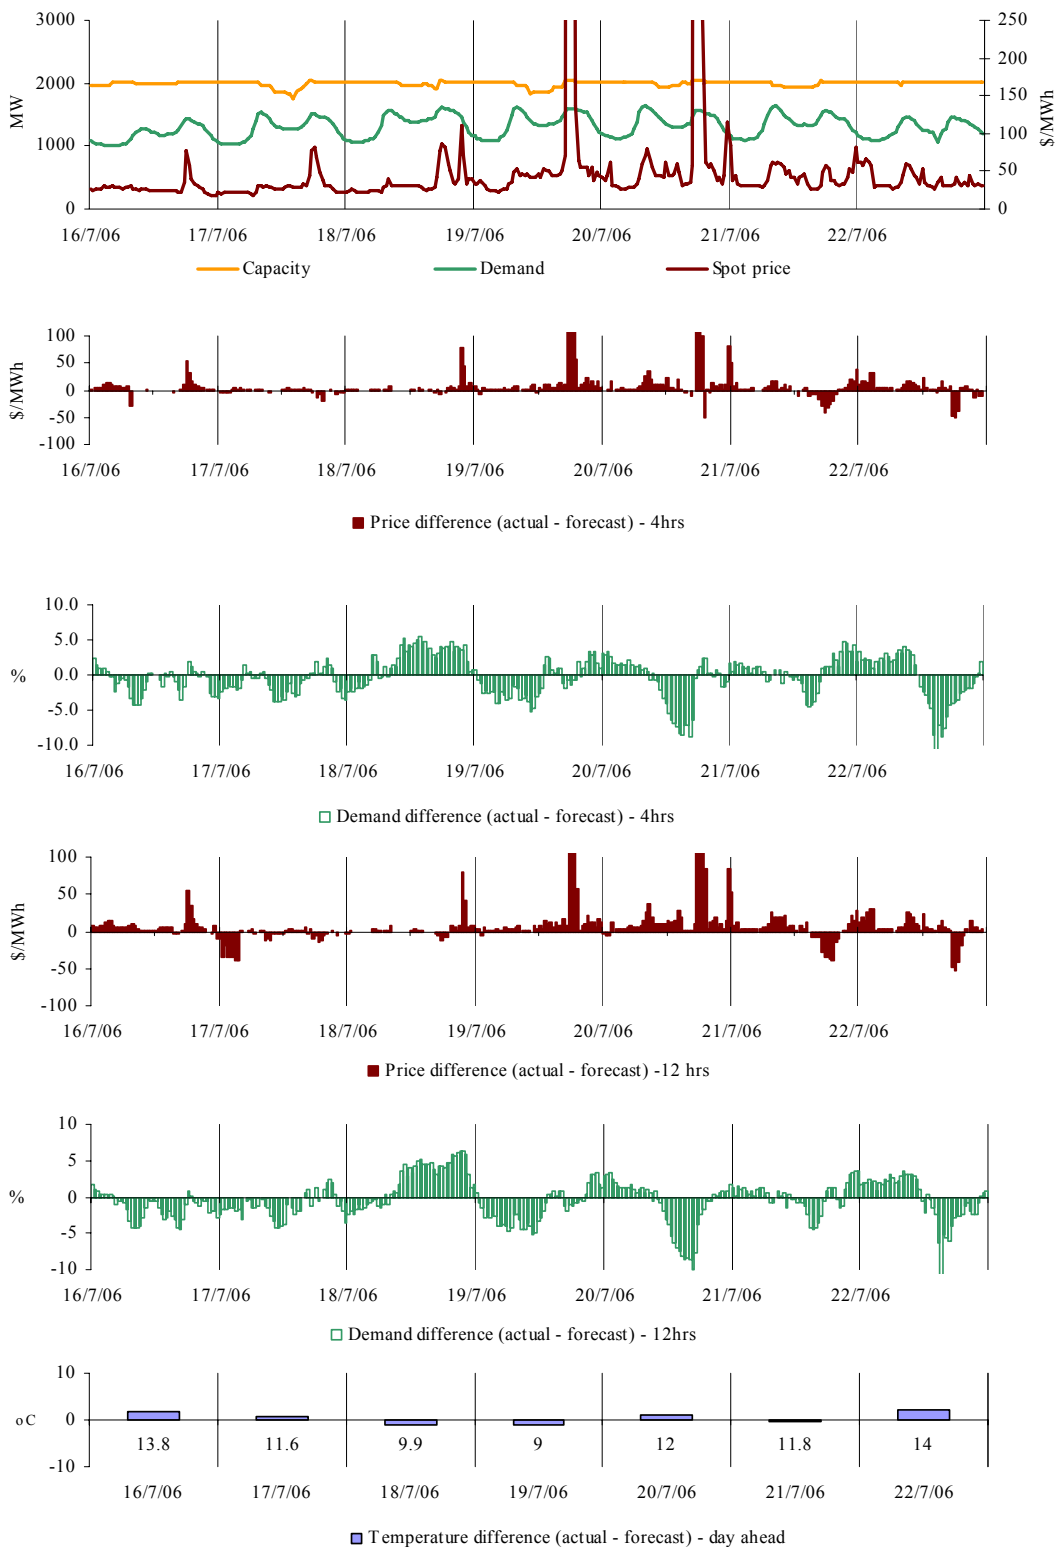 3000 250
200
2000
150
MW
$/MWh
100
1000
50
0 0
16/7/06 17/7/06 18/7/06 19/7/06 20/7/06 21/7/06 22/7/06
Capacity Demand Spot price
100
50
$/MWh
0
-50
-100
16/7/06 17/7/06 18/7/06 19/7/06 20/7/06 21/7/06 22/7/06
Price difference (actual - forecast) - 4hrs
10.0
5.0
%
0.0
-5.0
-10.0
16/7/06 17/7/06 18/7/06 19/7/06 20/7/06 21/7/06 22/7/06
Demand difference (actual - forecast) - 4hrs
100
50
$/MWh
0
-50
-100
16/7/06 17/7/06 18/7/06 19/7/06 20/7/06 21/7/06 22/7/06
Price difference (actual - forecast) -12 hrs
10
5
%
0
-5
-10
16/7/06 17/7/06 18/7/06 19/7/06 20/7/06 21/7/06 22/7/06
Demand difference (actual - forecast) - 12hrs
10
oC
0
13.8 11.6 9.9 9 12 11.8 14
-10
16/7/06 17/7/06 18/7/06 19/7/06 20/7/06 21/7/06 22/7/06
Temperature difference (actual - forecast) - day ahead